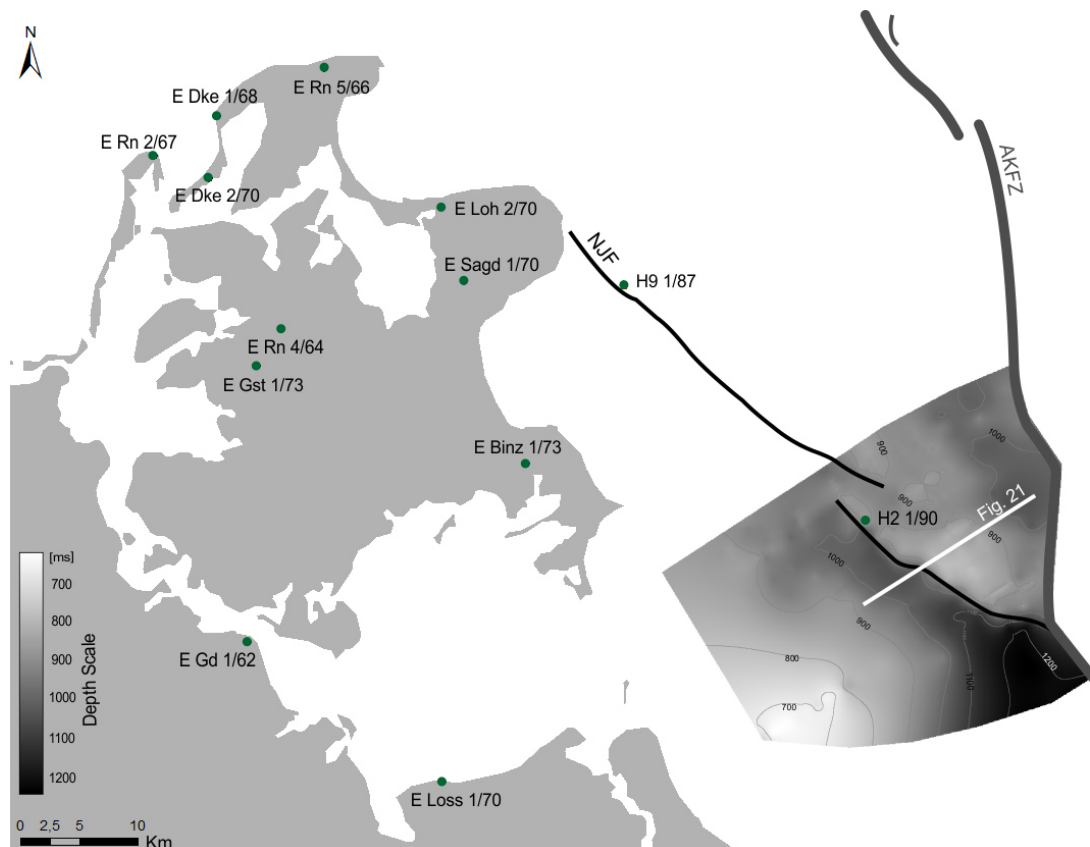 N
E Rn 5/66
E Dke 1/68
E Rn 2/67
E Dke 2/70
AKFZ
E Loh 2/70
NJF
E Sagd 1/70
H9 1/87
E Rn 4/64
E Gst 1/73
E Binz 1/73
1000
900
900
Fig. 21
H2 1/90
900
1000
900
[ms]
700
800
900
1000
1100
1200
Depth Scale
E Gd 1/62
800
1100
1200
700
E Loss 1/70
0 2,5 5 10
Km